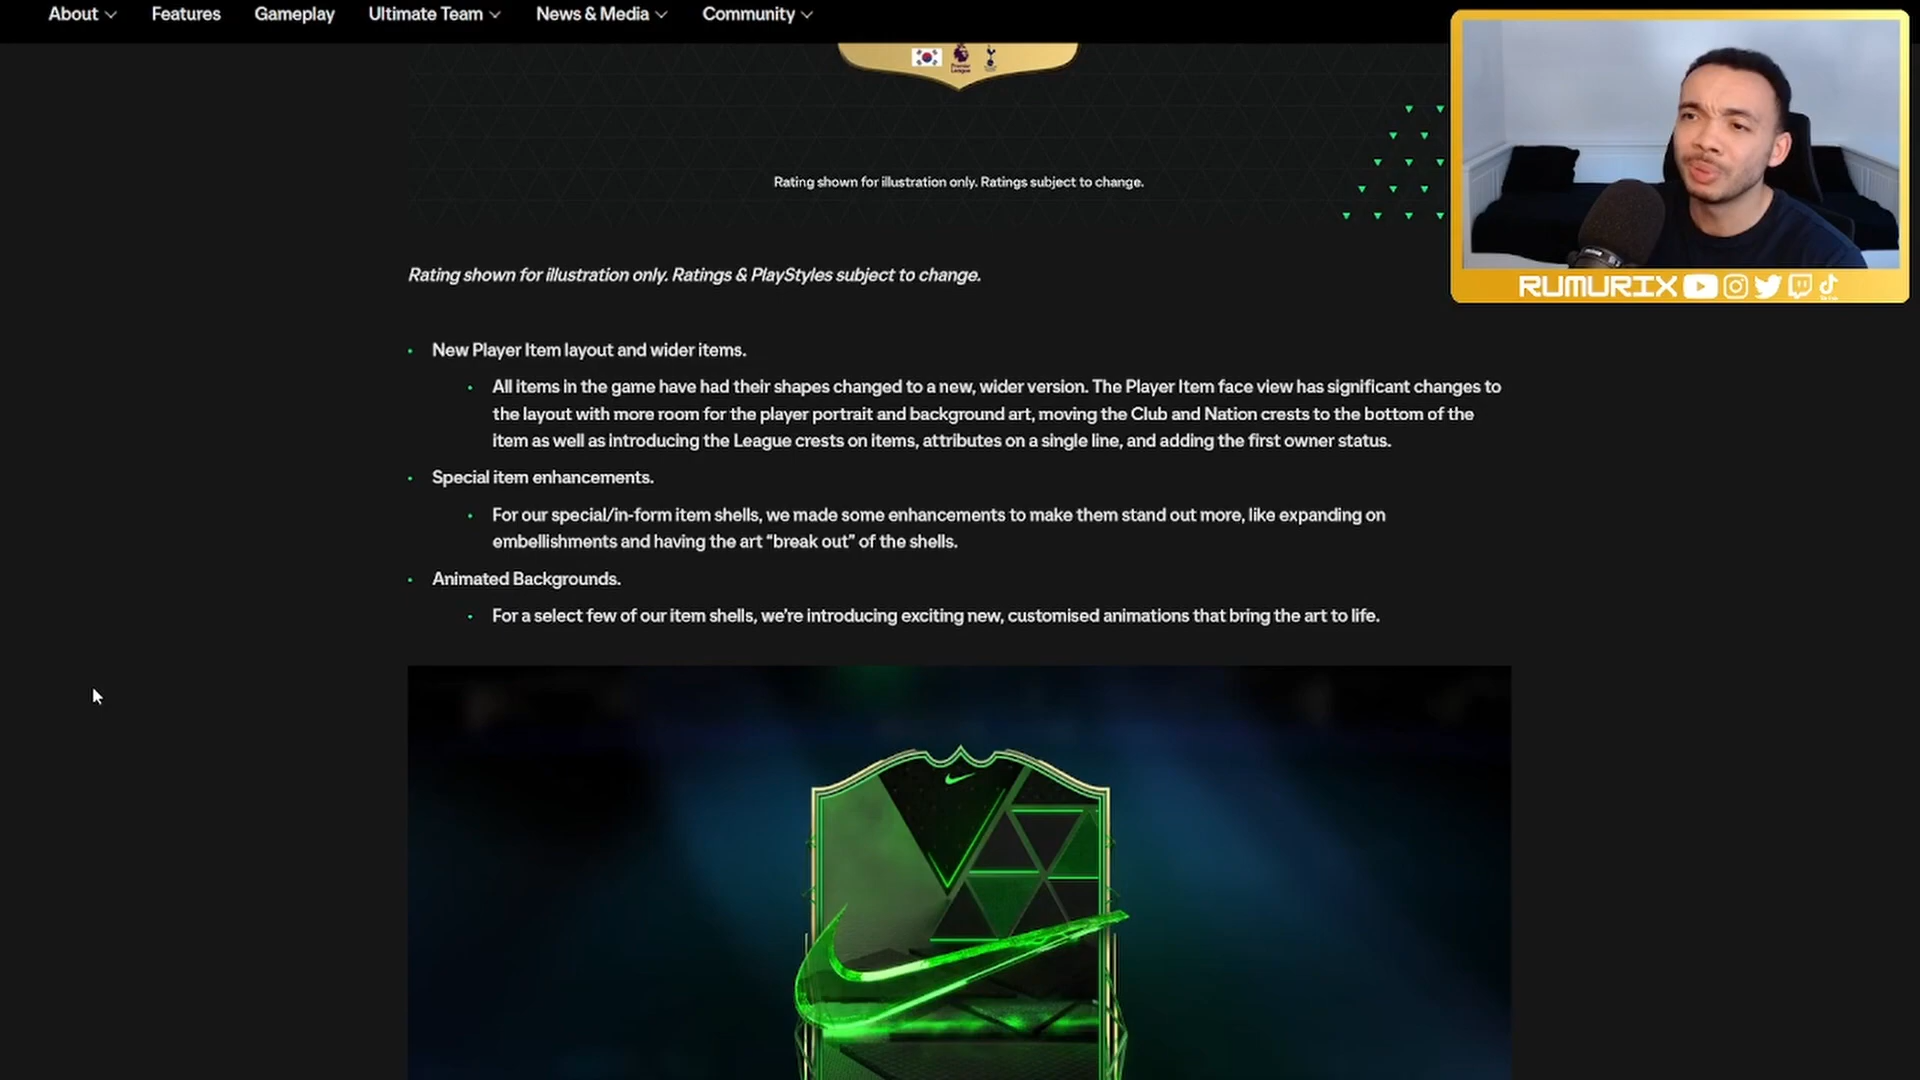 About Features Gameplay Ultimate Team News & Media Community
Premier
League
Rating shown for illustration only. Ratings subject to change.
RUMURIX
Rating shown for illustration only. Ratings & PlayStyles subject to change.
New Player Item layout and wider items.
All items in the game have had their shapes changed to a new, wider version. The Player Item face view has significant changes to
the layout with more room for the player portrait and background art, moving the Club and Nation crests to the bottom of the
item as well as introducing the League crests on items, attributes on a single line, and adding the first owner status.
Special item enhancements.
For our special/in-form item shells, we made some enhancements to make them stand out more, like expanding on
embellishments and having the art “break out” of the shells.
Animated Backgrounds.
For a select few of our item shells, we’re introducing exciting new, customised animations that bring the art to life.